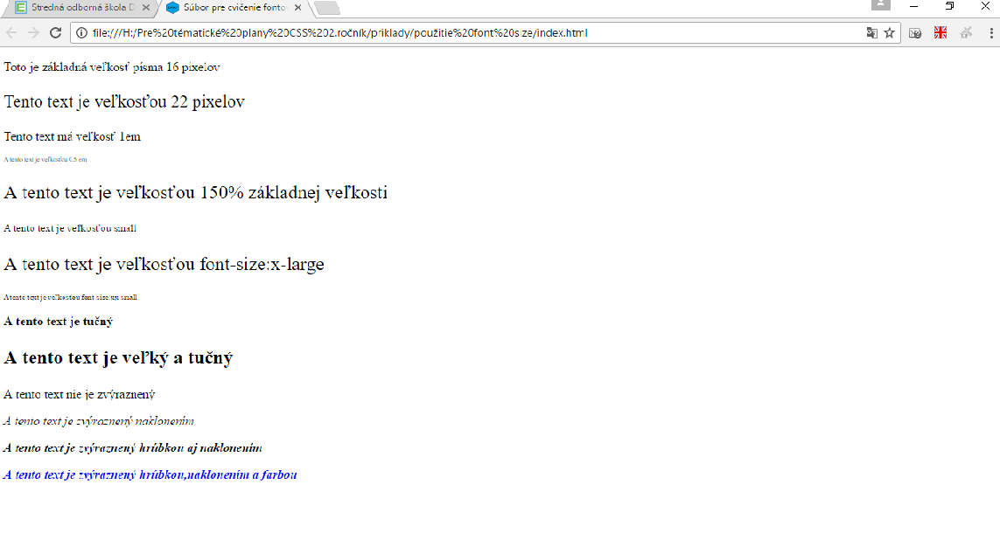 Stredná odborná škola D
Súbor pre cvičenie fonto
file:///H:/Pre%20tématické%20plany%20CSS%202.ročník/priklady/použitie%20font%20size/index.html
Toto je základná veľkosť písma 16 pixelov
Tento text je veľkosťou 22 pixelov
Tento text má veľkosť 1em
A tento text je veľkosťou 0.5 em
A tento text je veľkosťou 150% základnej veľkosti
A tento text je veľkosťou small
A tento text je veľkosťou font-size:x-large
A tento text je veľkosťou font-size:xx-small
A tento text je tučný
A tento text je veľký a tučný
A tento text nie je zvýraznený
A tento text je zvýraznený naklonením
A tento text je zvýraznený hrúbkou aj naklonením
A tento text je zvýraznený hrúbkou,naklonením a farbou